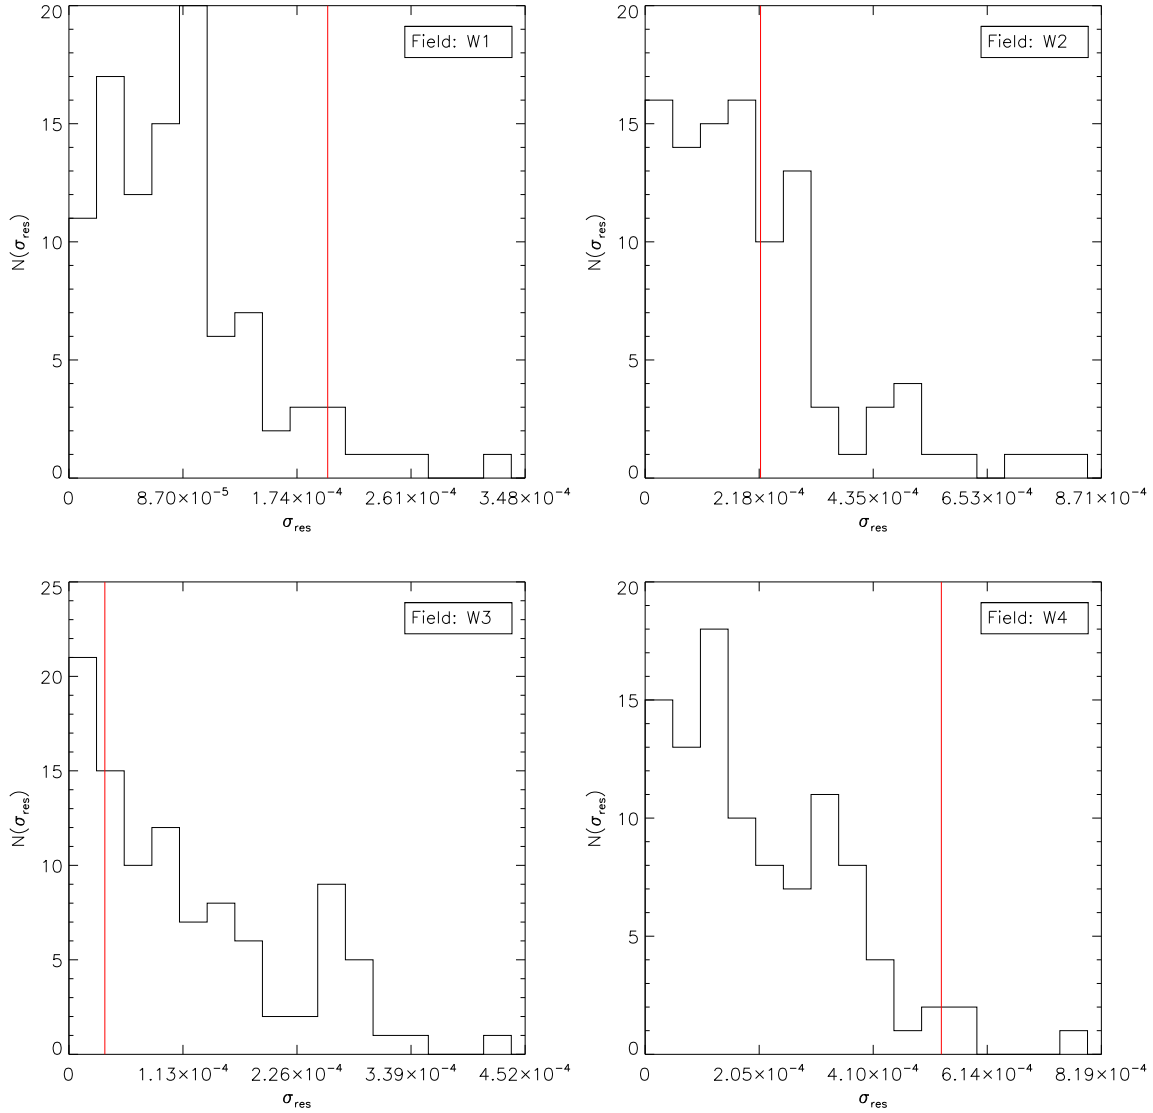 20
15
10
5
0
N(σres)
Field: W1
0 8.70×10⁻⁵ 1.74×10⁻⁴ 2.61×10⁻⁴ 3.48×10⁻⁴
σres
20
15
10
5
0
N(σres)
Field: W2
0 2.18×10⁻⁴ 4.35×10⁻⁴ 6.53×10⁻⁴ 8.71×10⁻⁴
σres
25
20
15
10
5
0
N(σres)
Field: W3
0 1.13×10⁻⁴ 2.26×10⁻⁴ 3.39×10⁻⁴ 4.52×10⁻⁴
σres
20
15
10
5
0
N(σres)
Field: W4
0 2.05×10⁻⁴ 4.10×10⁻⁴ 6.14×10⁻⁴ 8.19×10⁻⁴
σres